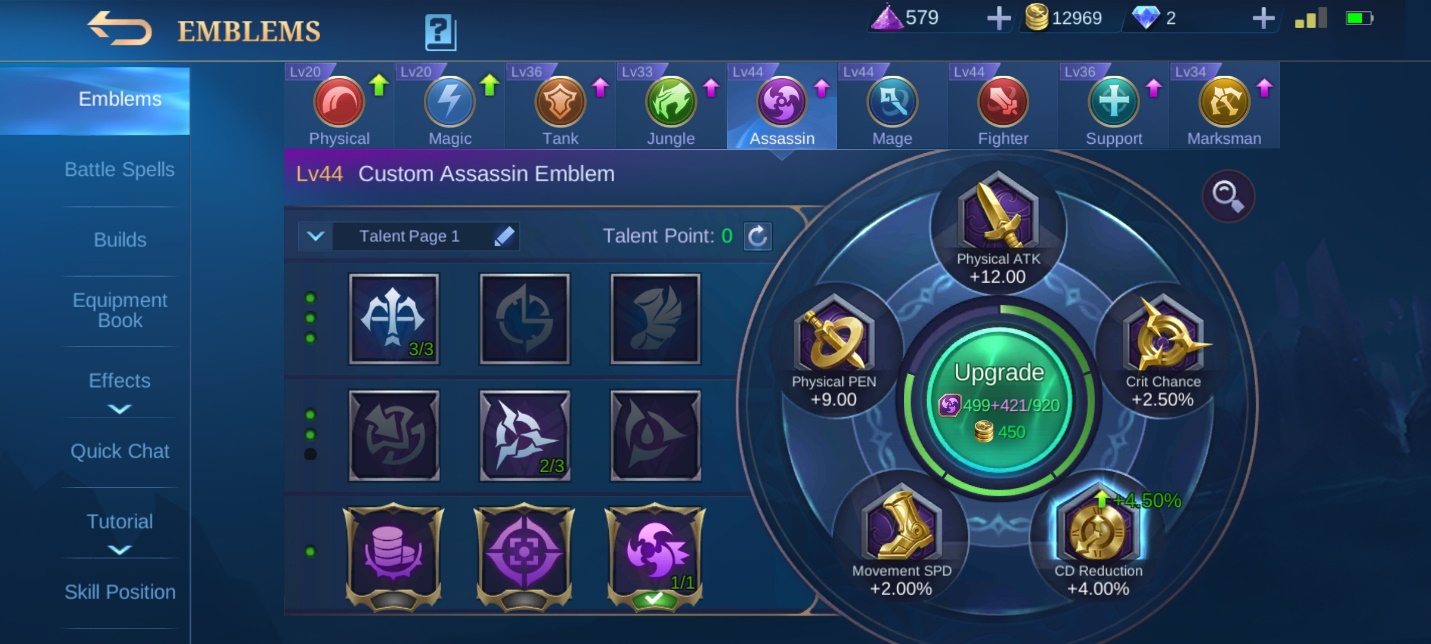 EMBLEMS
?
579
12969
2
Emblems
Battle Spells
Builds
Equipment
Book
Effects
Quick Chat
Tutorial
Skill Position
Lv20
Physical
Lv20
Magic
Lv36
Tank
Lv33
Jungle
Lv44
Assassin
Lv44
Mage
Lv44
Fighter
Lv36
Support
Lv34
Marksman
Lv44 Custom Assassin Emblem
Talent Page 1
Talent Point: 0
3/3
2/3
1/1
Physical ATK
+12.00
Physical PEN
+9.00
Crit Chance
+2.50%
Upgrade
499+421/920
450
Movement SPD
+2.00%
+4.50%
CD Reduction
+4.00%